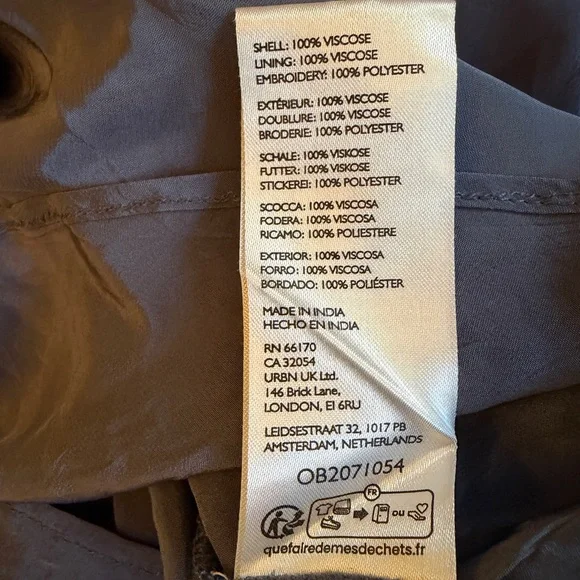 SHELL: 100% VISCOSE
LINING: 100% VISCOSE
EMBROIDERY: 100% POLYESTER
EXTÉRIEUR: 100% VISCOSE
DOUBLURE: 100% VISCOSE
BRODERIE: 100% POLYESTER
SCHALE: 100% VISKOSE
FUTTER: 100% VISKOSE
STICKEREI: 100% POLYESTER
SCOCCA: 100% VISCOSA
FODERA: 100% VISCOSA
RICAMO: 100% POLIESTERE
EXTERIOR: 100% VISCOSA
FORRO: 100% VISCOSA
BORDADO: 100% POLIÉSTER
MADE IN INDIA
HECHO EN INDIA
RN 66170
CA 32054
URBN UK Ltd.
146 Brick Lane,
LONDON, E1 6RU
LEIDSESTRAAT 32, 1017 PB
AMSTERDAM, NETHERLANDS
OB2071054
FR
OU
quefairedemesdechets.fr